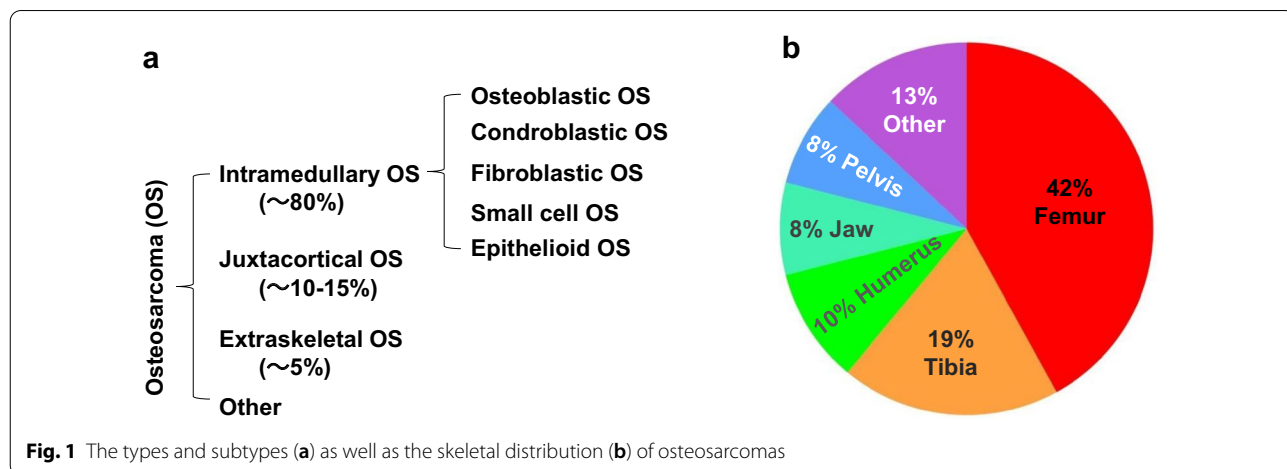 a
Osteosarcoma (OS)
Intramedullary OS
(～80%)
Juxtacortical OS
(～10-15%)
Extraskeletal OS
(～5%)
Other
Osteoblastic OS
Condroblastic OS
Fibroblastic OS
Small cell OS
Epithelioid OS
b
42%
Femur
19%
Tibia
10% Humerus
8% Jaw
8% Pelvis
13%
Other
Fig. 1 The types and subtypes (a) as well as the skeletal distribution (b) of osteosarcomas